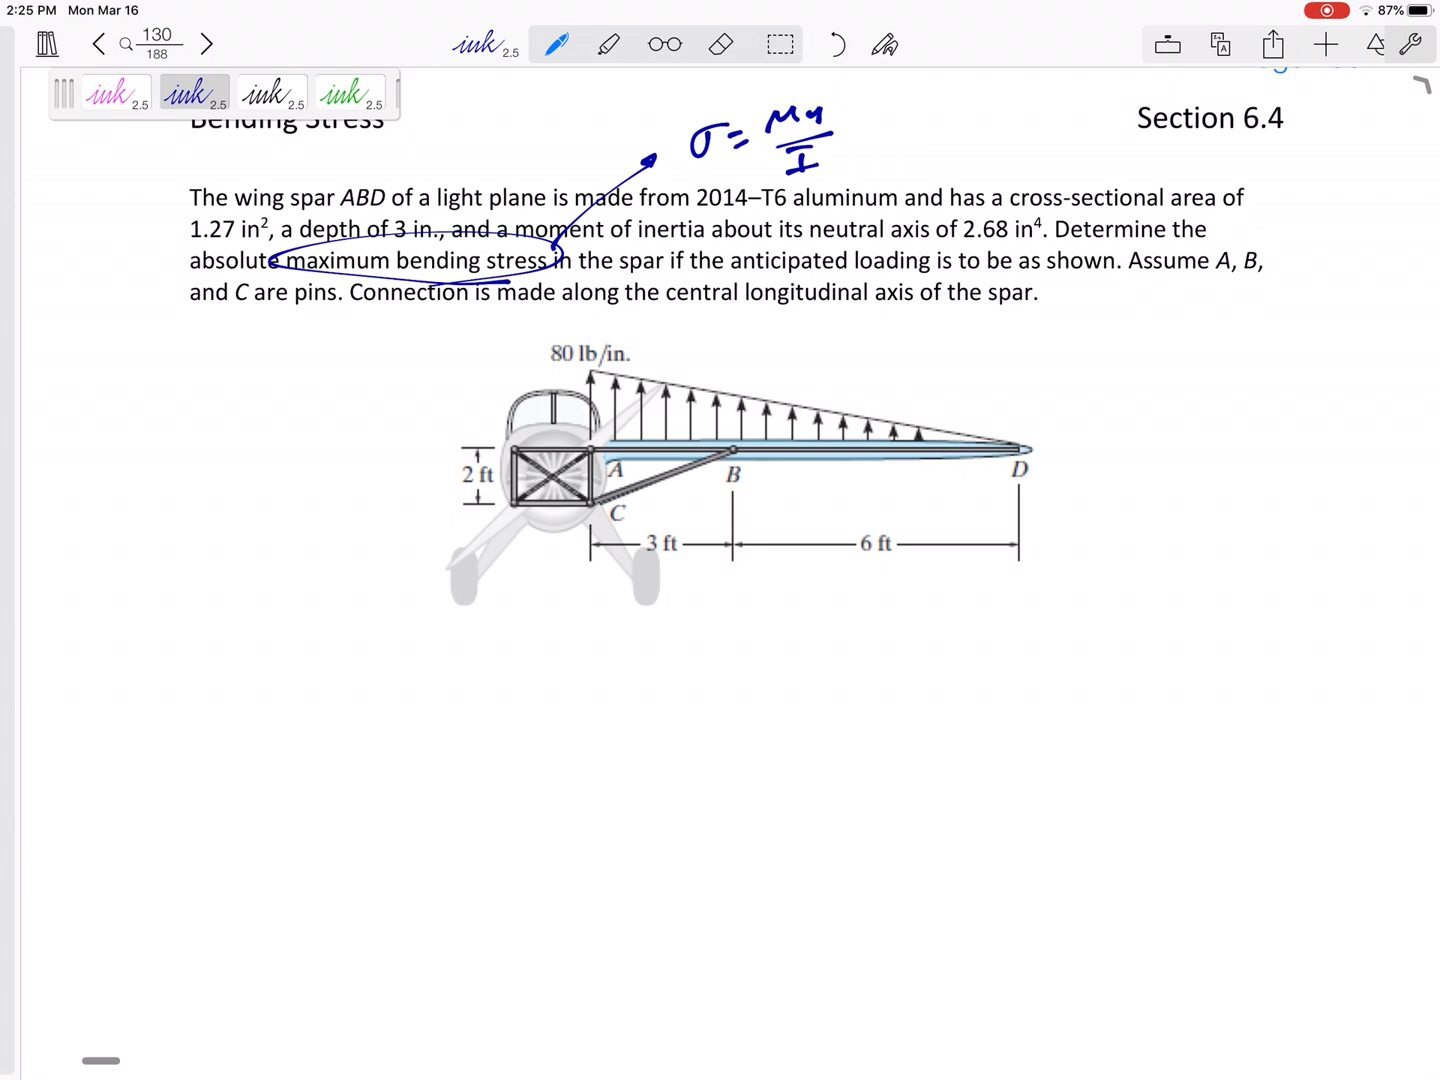 2:25 PM Mon Mar 16
87%
130
188
ink 2.5
ink 2.5 ink 2.5 ink 2.5 ink 2.5
Bending Stress
Section 6.4
σ = My
I
The wing spar ABD of a light plane is made from 2014–T6 aluminum and has a cross-sectional area of
1.27 in², a depth of 3 in., and a moment of inertia about its neutral axis of 2.68 in⁴. Determine the
absolute maximum bending stress in the spar if the anticipated loading is to be as shown. Assume A, B,
and C are pins. Connection is made along the central longitudinal axis of the spar.
80 lb/in.
2 ft
A
B
D
C
3 ft
6 ft